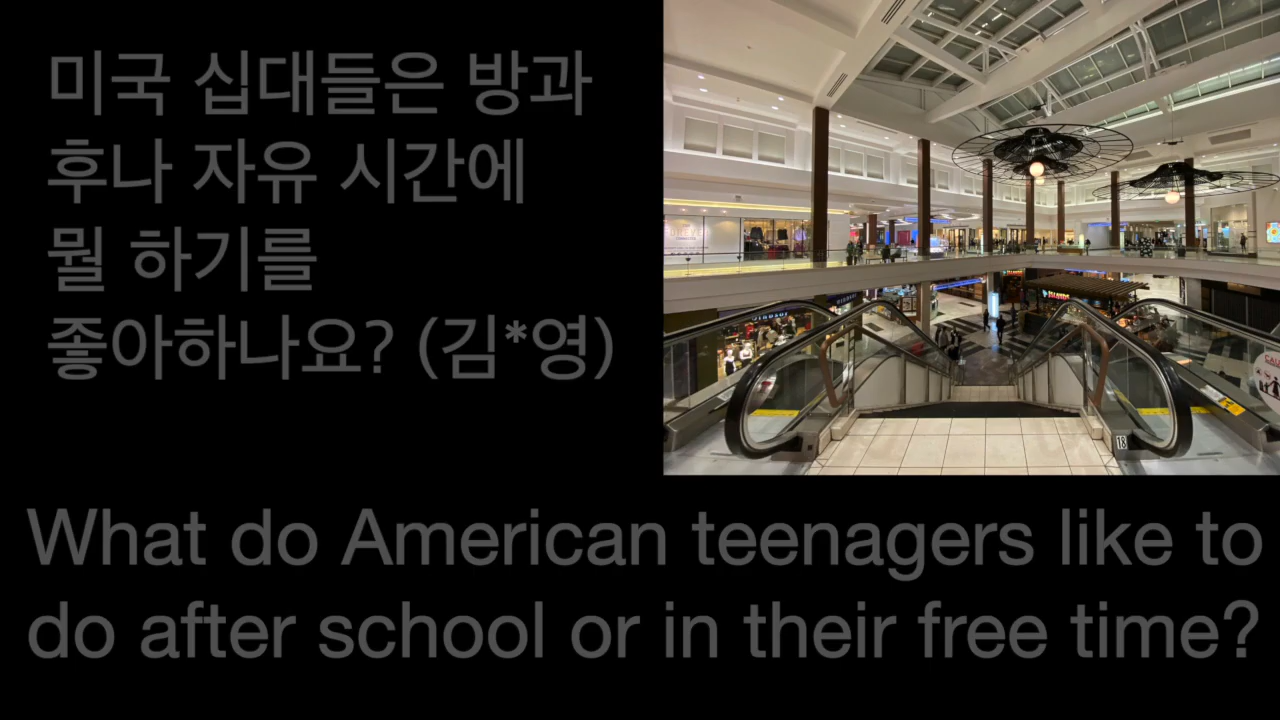 미국 십대들은 방과
후나 자유 시간에
뭘 하기를
좋아하나요? (김*영)
What do American teenagers like to
do after school or in their free time?
18